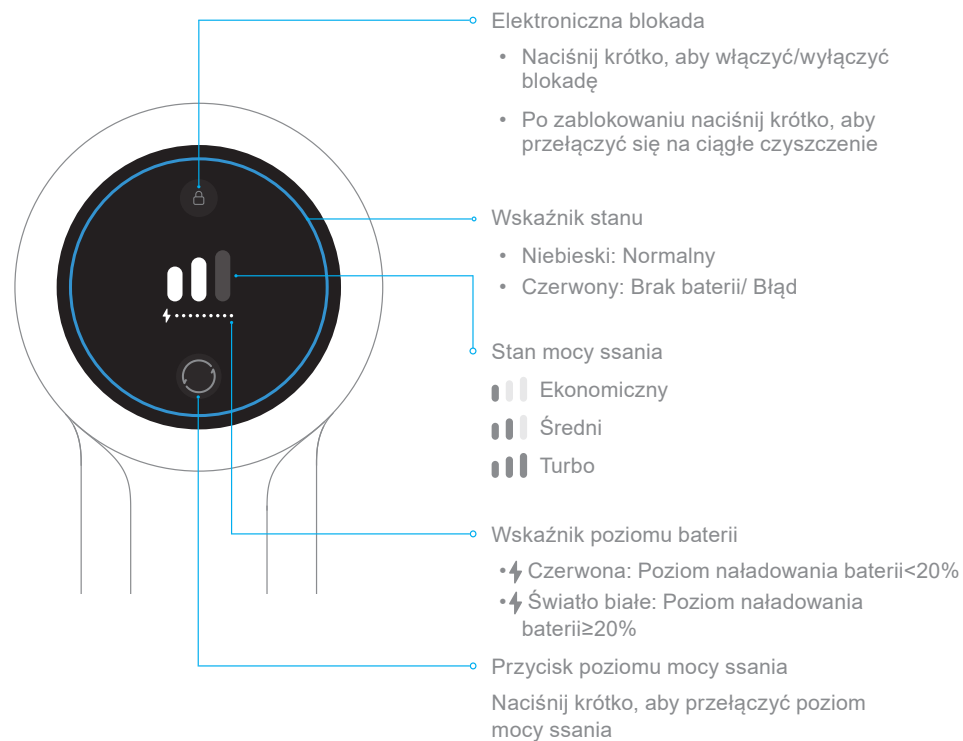 Elektroniczna blokada
• Naciśnij krótko, aby włączyć/wyłączyć
blokadę
• Po zablokowaniu naciśnij krótko, aby
przełączyć się na ciągłe czyszczenie
Wskaźnik stanu
• Niebieski: Normalny
• Czerwony: Brak baterii/ Błąd
Stan mocy ssania
Ekonomiczny
Średni
Turbo
Wskaźnik poziomu baterii
• Czerwona: Poziom naładowania baterii<20%
• Światło białe: Poziom naładowania
baterii≥20%
Przycisk poziomu mocy ssania
Naciśnij krótko, aby przełączyć poziom
mocy ssania